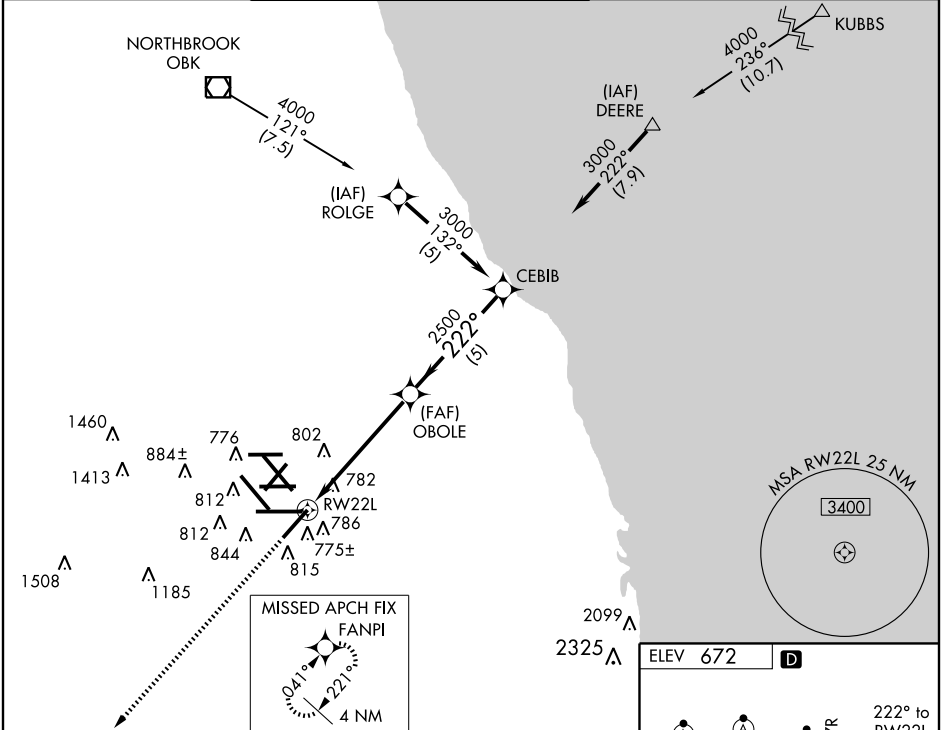 KUBBS
4000
236°
(10.7)
NORTHBROOK
OBK
4000
121°
(7.5)
(IAF)
DEERE
3000
222°
(7.9)
(IAF)
ROLGE
3000
132°
(5)
CEBIB
2500
222°
(5)
(FAF)
OBOLE
1460
1413
884±
776
802
782
812
RW22L
812
844
786
775±
815
1508
1185
MSA RW22L 25 NM
3400
MISSED APCH FIX
FANPI
041°
221°
4 NM
2099
2325
ELEV 672
D
A
222° to
RW22L